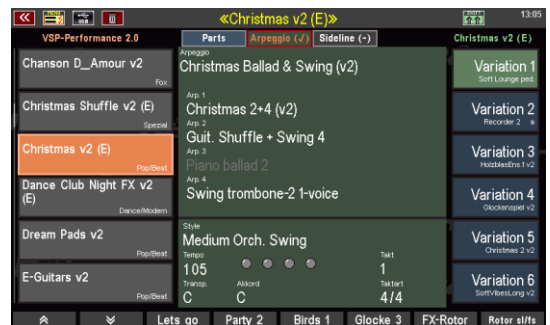 «Christmas v2 (E)»
13:05
VSP-Performance 2.0
Parts
Arpeggio (√)
Sideline (-)
Christmas v2 (E)
Chanson D_Amour v2
Fox
Christmas Shuffle v2 (E)
Spezial
Christmas v2 (E)
Pop/Beat
Dance Club Night FX v2
(E)
Dance/Modern
Dream Pads v2
Pop/Beat
E-Guitars v2
Pop/Beat
Arpeggio
Christmas Ballad & Swing (v2)
Arp. 1
Christmas 2+4 (v2)
Arp. 2
Guit. Shuffle + Swing 4
Arp. 3
Piano ballad 2
Arp. 4
Swing trombone-2 1-voice
Style
Medium Orch. Swing
Tempo
Takt
105
1
Transp.
Akkord
Taktart
C
C
4/4
Variation 1
Soft Lounge ped.
Variation 2
Recorder 2
Variation 3
HolzblasEns.1 v2
Variation 4
Glockenspiel v2
Variation 5
Christmas 2 v2
Variation 6
SoftVibesLong v2
Lets go
Party 2
Birds 1
Glocke 3
FX-Rotor
Rotor sl/fs